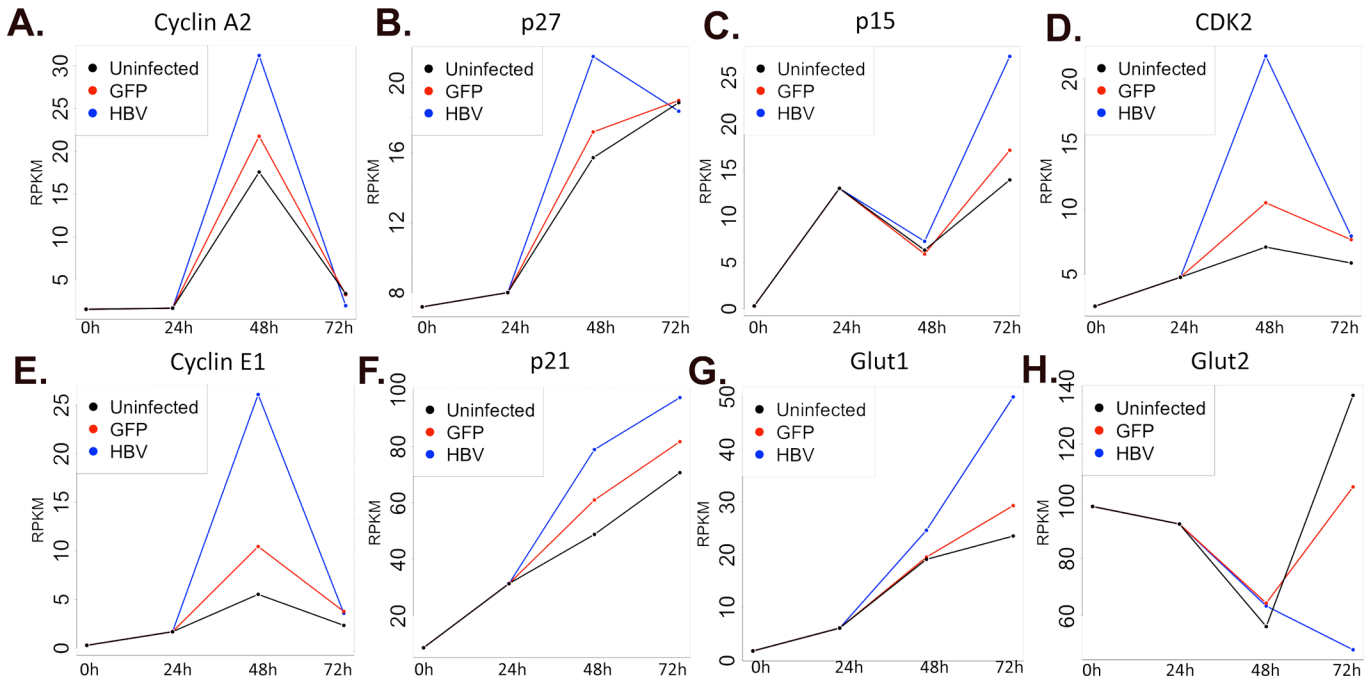 A. Cyclin A2
Uninfected
GFP
HBV
RPKM
5 10 15 20 25 30
0h 24h 48h 72h
B. p27
Uninfected
GFP
HBV
8 12 16 20
0h 24h 48h 72h
C. p15
Uninfected
GFP
HBV
RPKM
0 5 10 15 20 25
0h 24h 48h 72h
D. CDK2
Uninfected
GFP
HBV
RPKM
5 10 15 20
0h 24h 48h 72h
E. Cyclin E1
Uninfected
GFP
HBV
RPKM
0 5 10 15 20 25
0h 24h 48h 72h
F. p21
Uninfected
GFP
HBV
RPKM
20 40 60 80 100
0h 24h 48h 72h
G. Glut1
Uninfected
GFP
HBV
RPKM
0 10 20 30 40 50
0h 24h 48h 72h
H. Glut2
Uninfected
GFP
HBV
RPKM
60 80 100 120 140
0h 24h 48h 72h